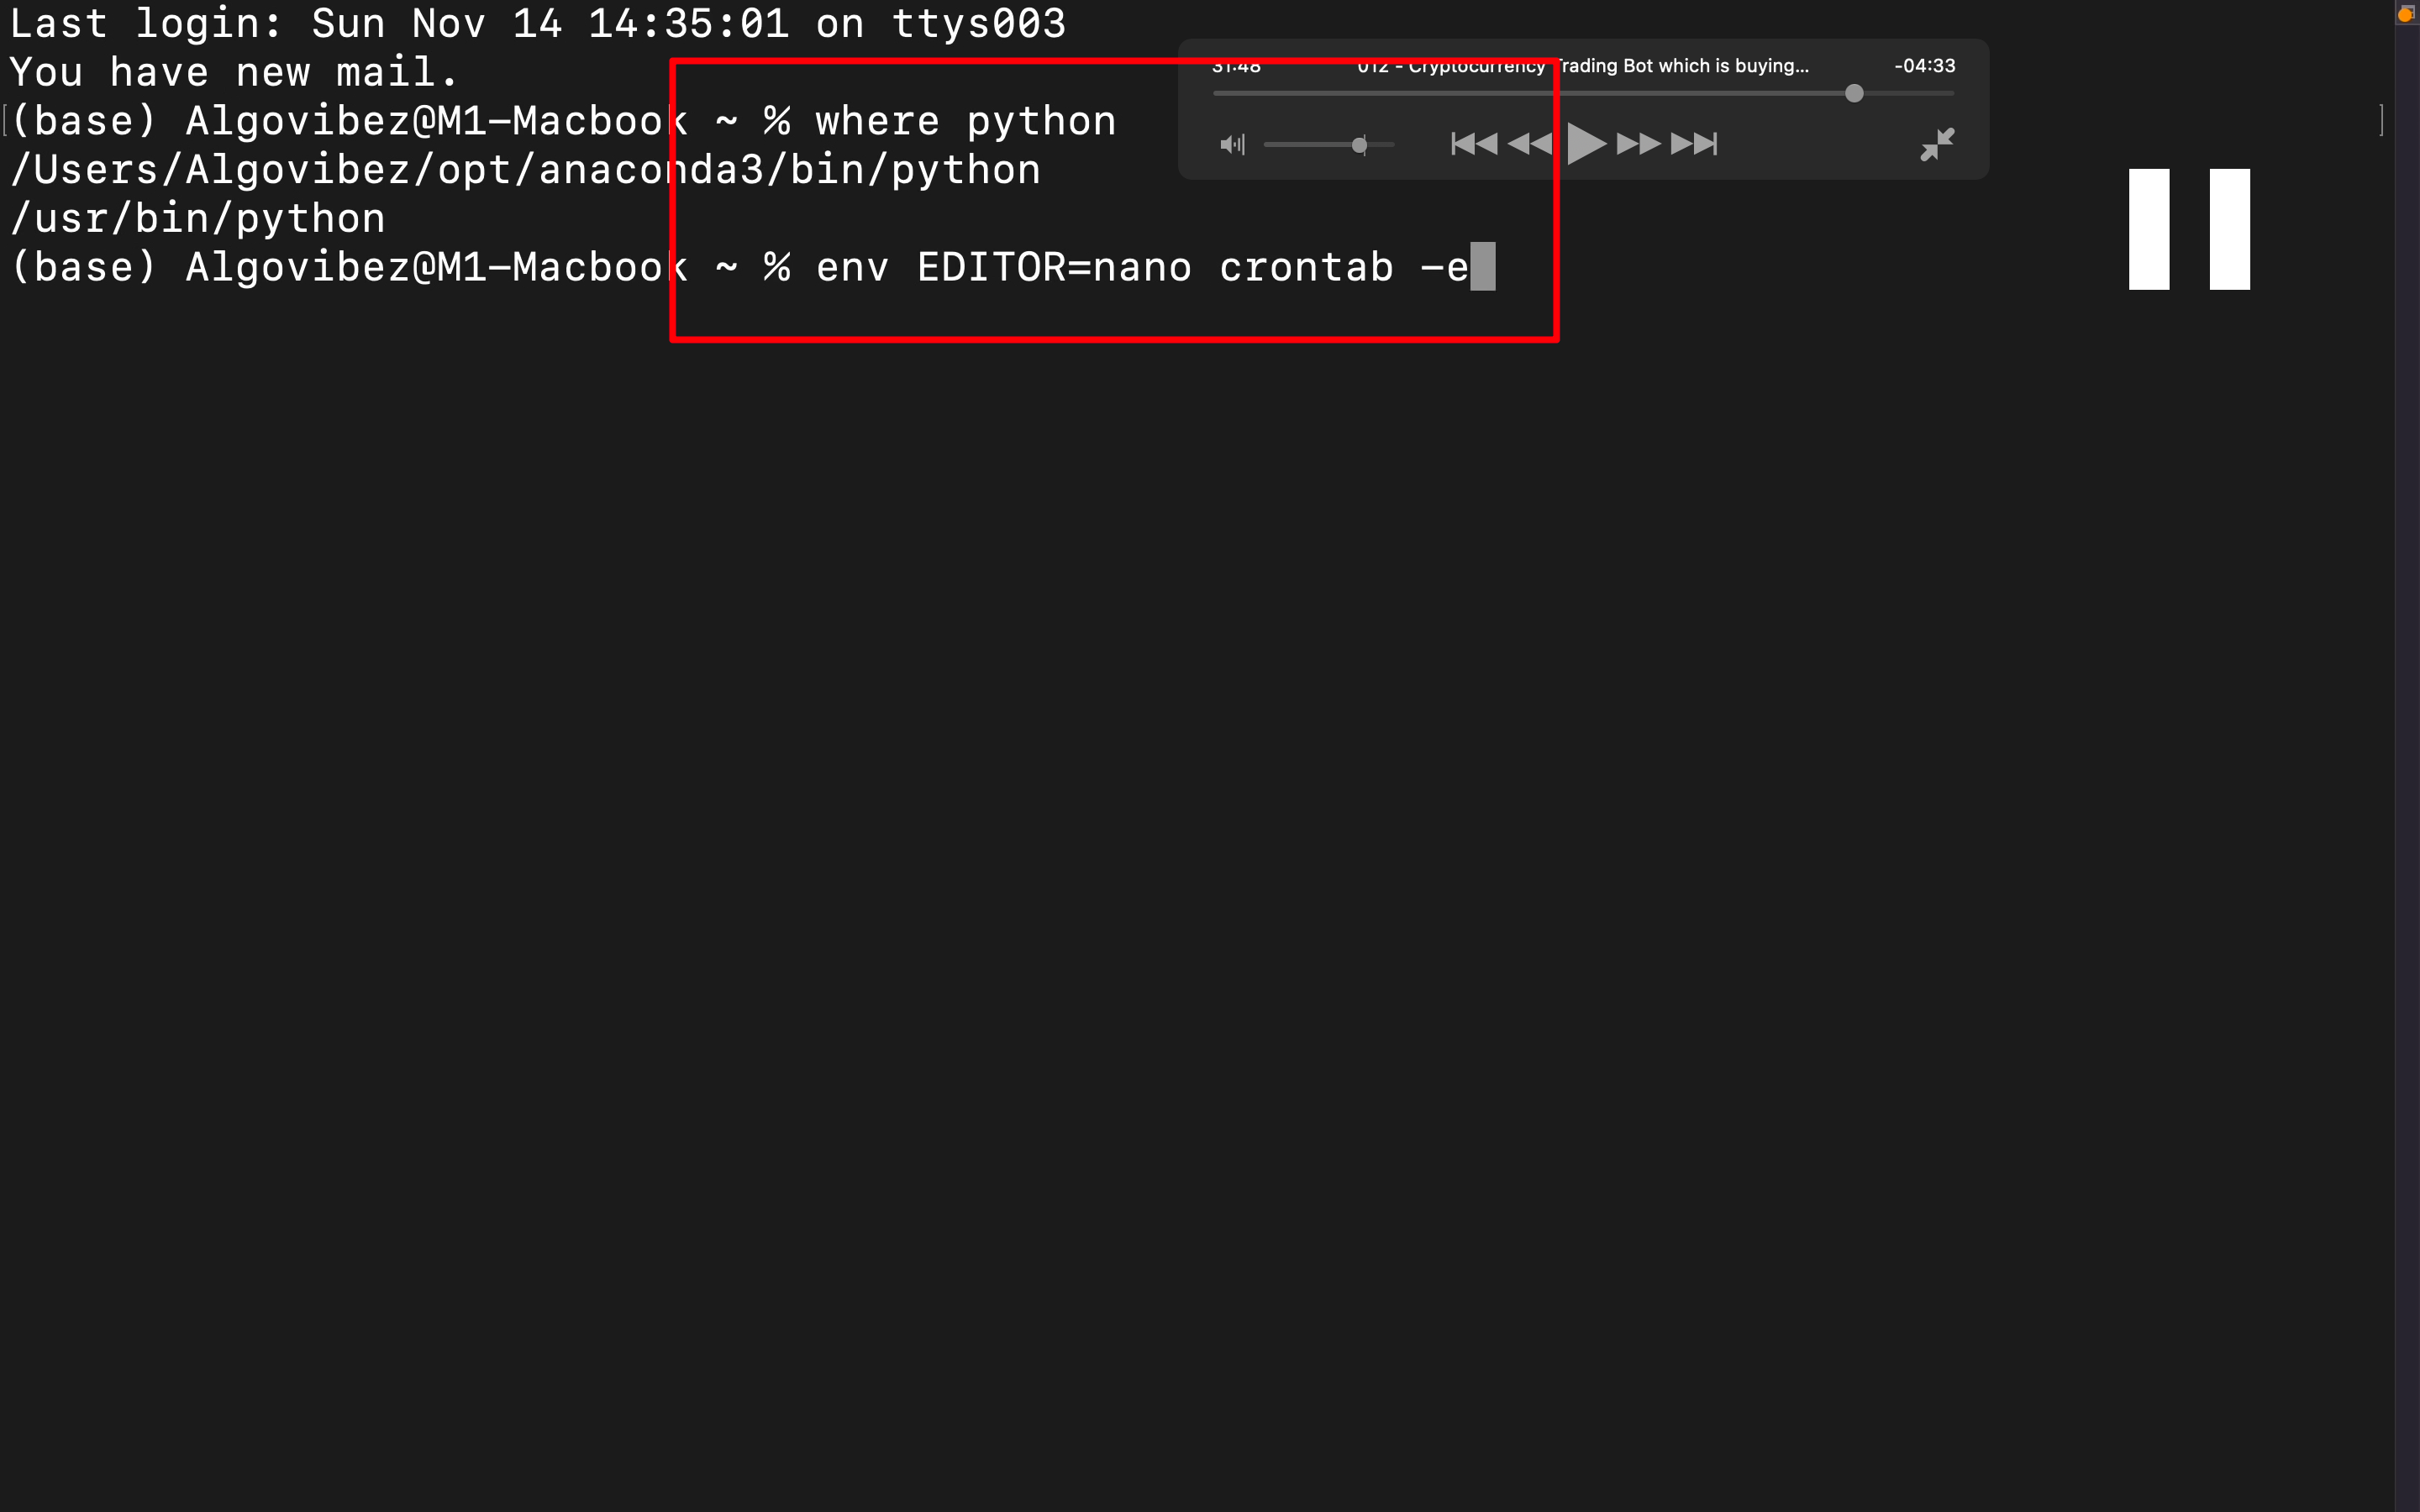 Last login: Sun Nov 14 14:35:01 on ttys003
You have new mail.
31:48 012 - Cryptocurrency Trading Bot which is buying... -04:33
[(base) Algovibez@M1-Macbook ~ % where python ]
/Users/Algovibez/opt/anaconda3/bin/python
/usr/bin/python
(base) Algovibez@M1-Macbook ~ % env EDITOR=nano crontab -e